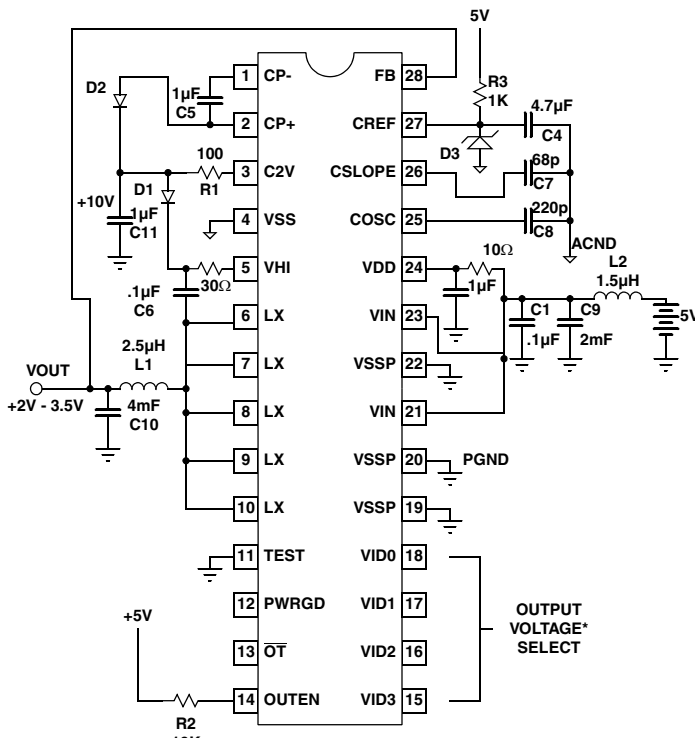 5V
1 CP-
FB 28
D2
1µF
C5
R3
1K
4.7µF
2 CP+
CREF 27
C4
D3
68p
100
3 C2V
CSLOPE 26
D1
R1
C7
+10V
1µF
C11
220p
4 VSS
COSC 25
C8
ACND
10Ω
L2
1.5µH
5 VHI
VDD 24
30Ω
.1µF
C6
1µF
C1
C9
5V
6 LX
VIN 23
.1µF
2mF
2.5µH
L1
7 LX
VSSP 22
VOUT
+2V - 3.5V
4mF
C10
8 LX
VIN 21
9 LX
VSSP 20
PGND
10 LX
VSSP 19
11 TEST
VID0 18
12 PWRGD
VID1 17
OUTPUT
VOLTAGE*
SELECT
+5V
13 OT
VID2 16
14 OUTEN
VID3 15
R2